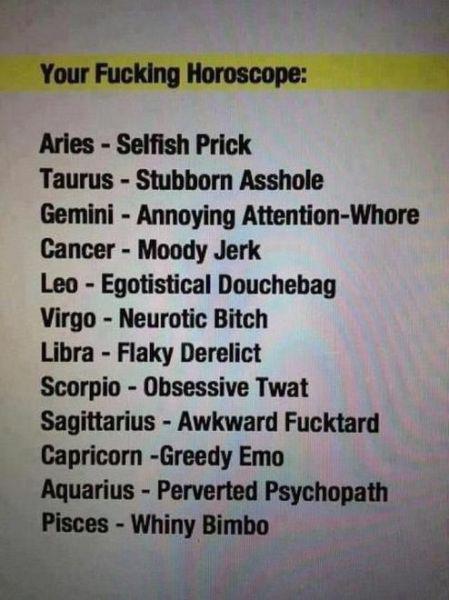 Your Fucking Horoscope:
Aries - Selfish Prick
Taurus - Stubborn Asshole
Gemini - Annoying Attention-Whore
Cancer - Moody Jerk
Leo - Egotistical Douchebag
Virgo - Neurotic Bitch
Libra - Flaky Derelict
Scorpio - Obsessive Twat
Sagittarius - Awkward Fucktard
Capricorn -Greedy Emo
Aquarius - Perverted Psychopath
Pisces - Whiny Bimbo